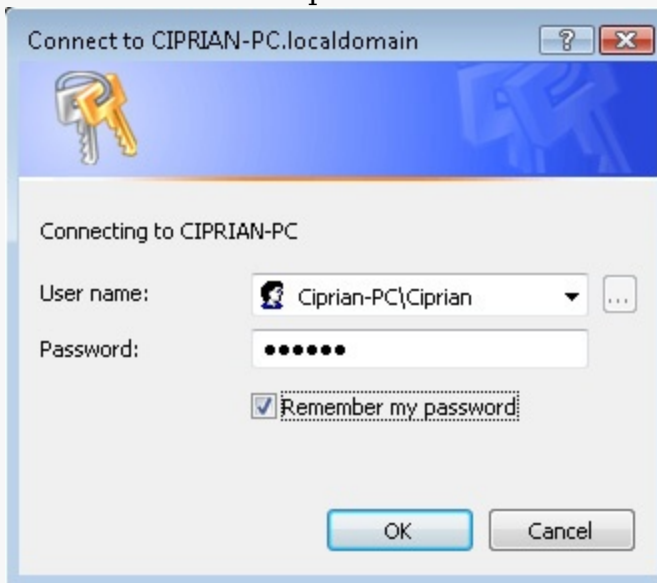 Connect to CIPRIAN-PC.localdomain
Connecting to CIPRIAN-PC
User name: Ciprian-PC\Ciprian ...
Password: ••••••
Remember my password
OK Cancel